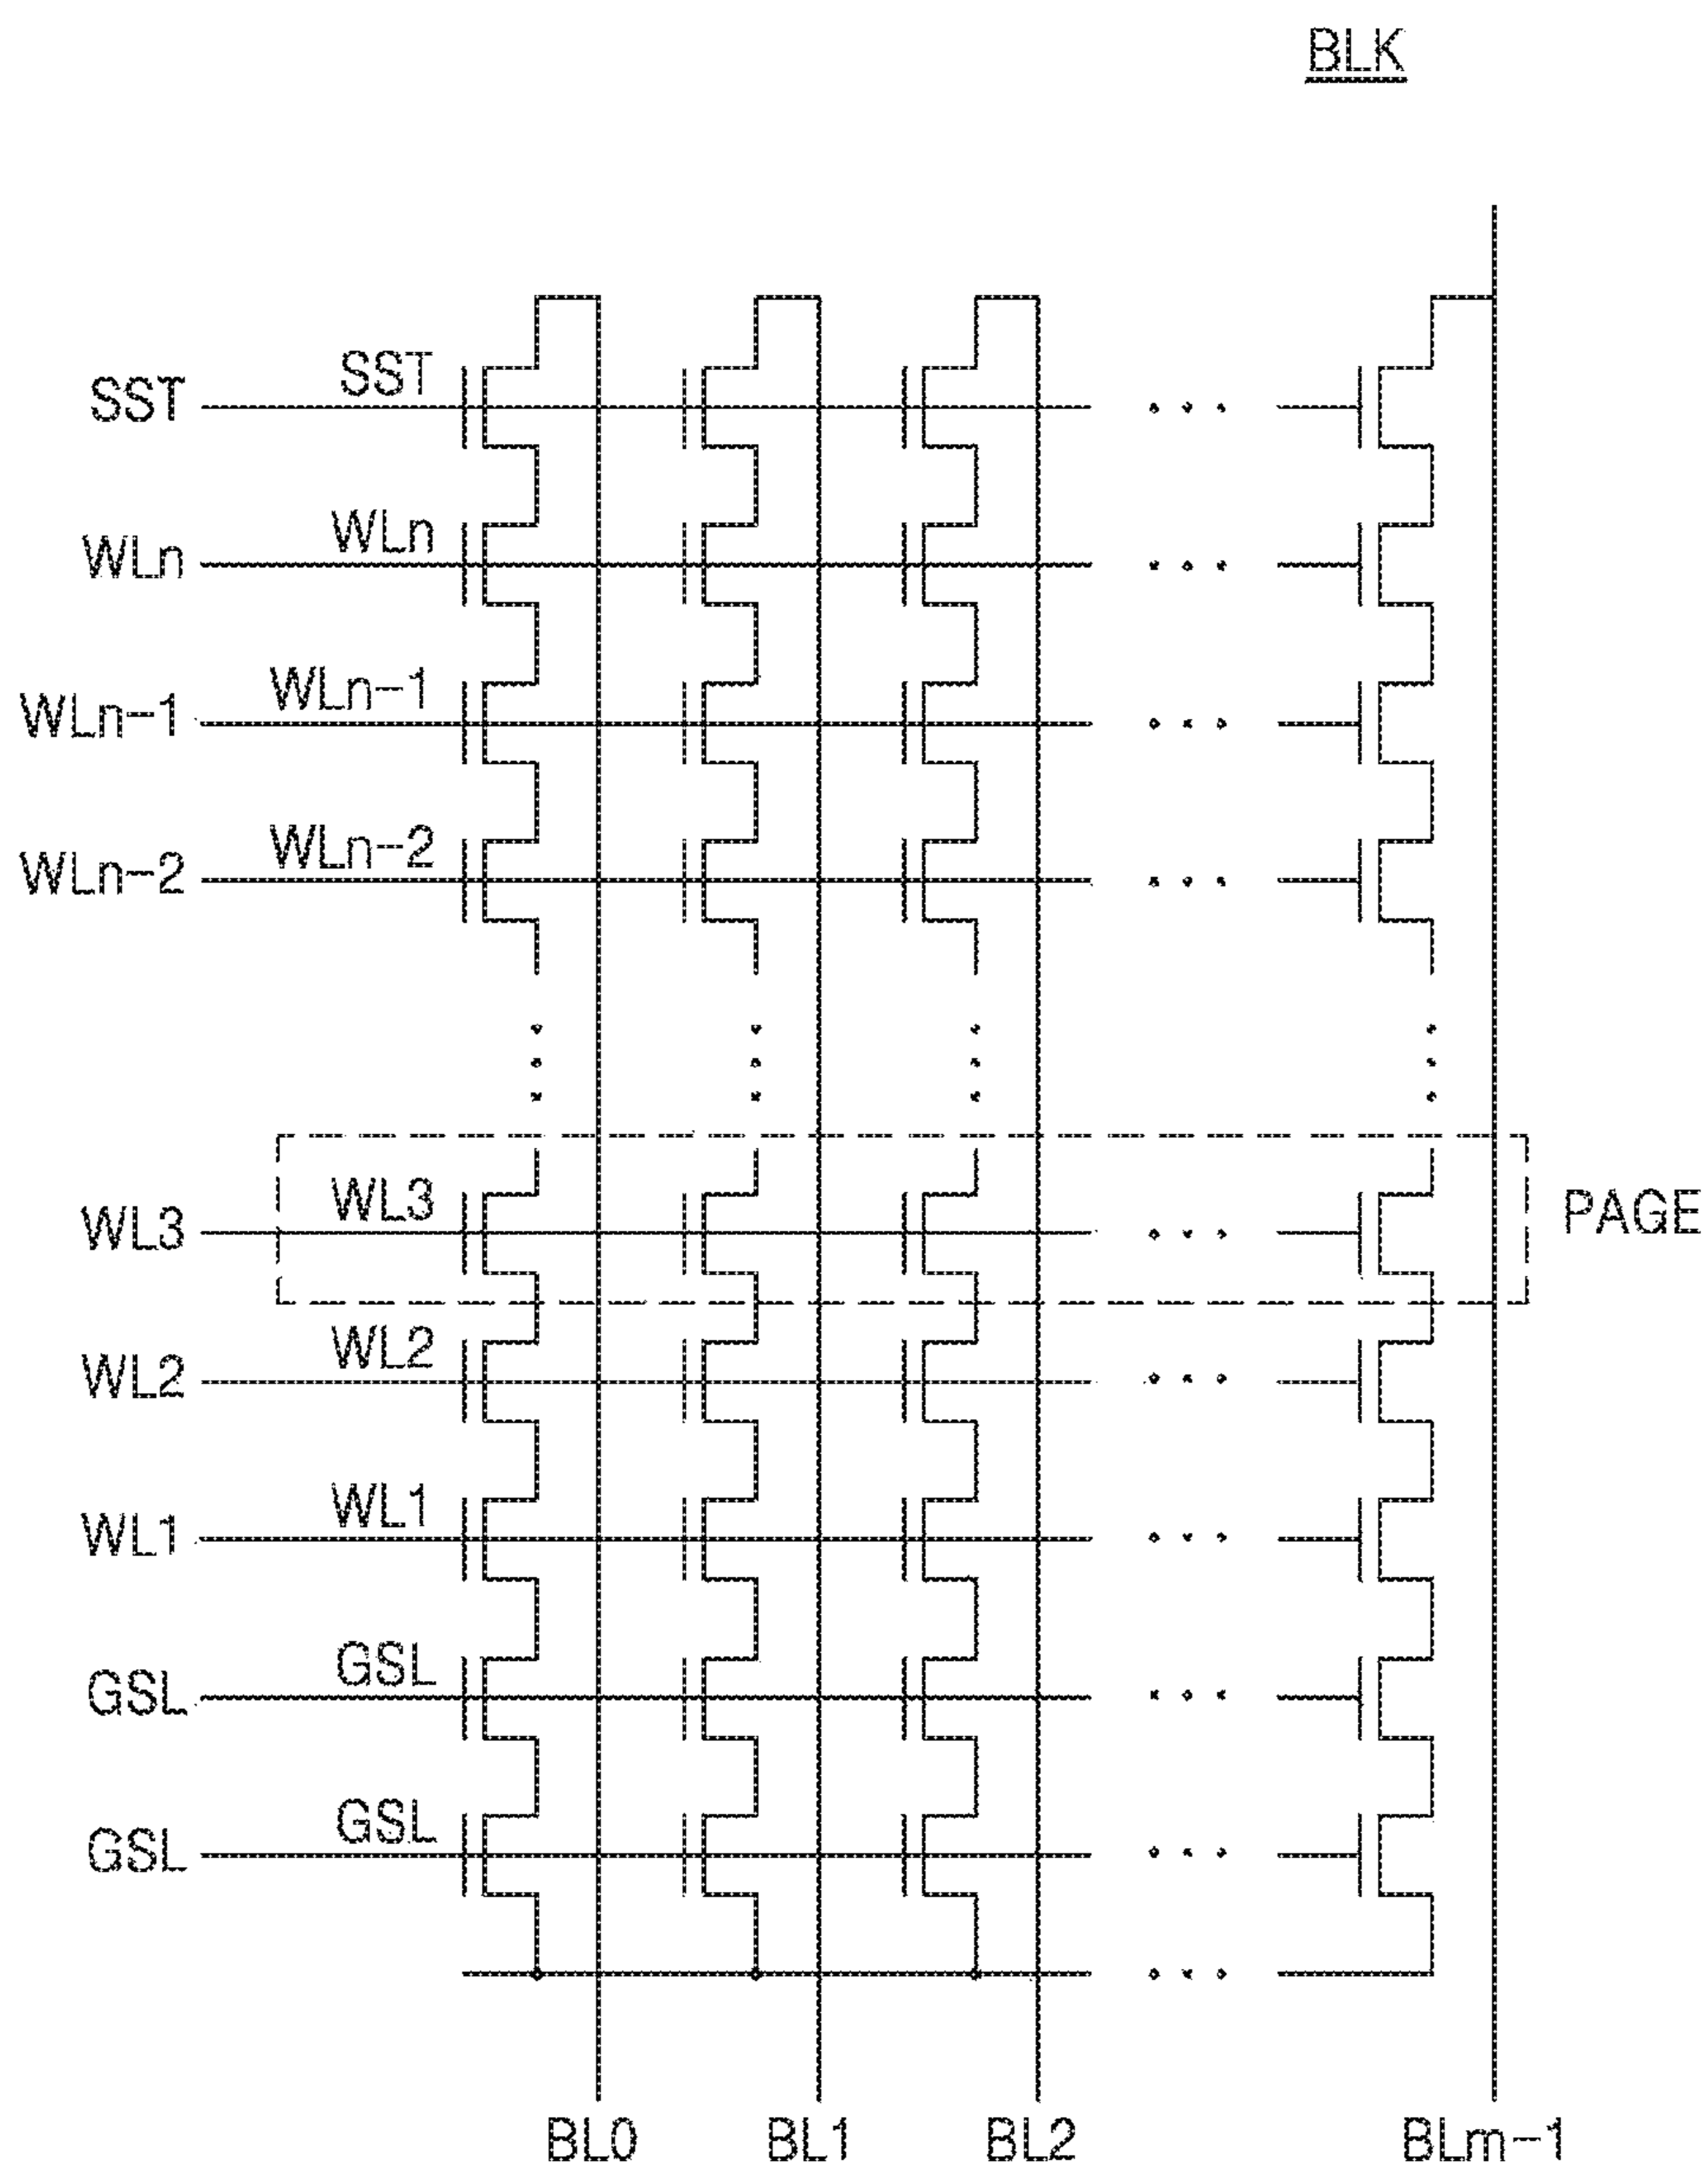 BLK
SST SST
WLn WLn
WLn-1 WLn-1
WLn-2 WLn-2
WL3 WL3 PAGE
WL2 WL2
WL1 WL1
GSL GSL
GSL GSL
BL0 BL1 BL2 BLm-1